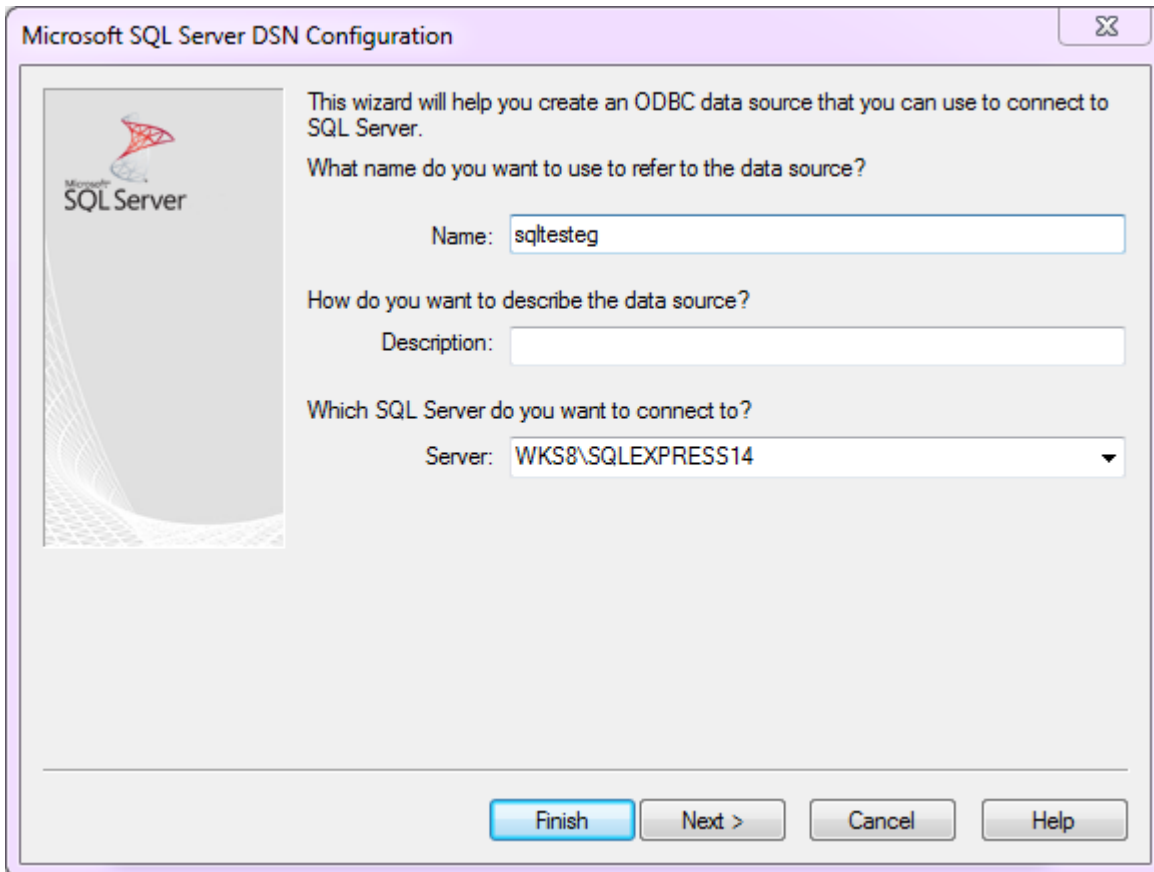 Microsoft SQL Server DSN Configuration
Microsoft
SQL Server
This wizard will help you create an ODBC data source that you can use to connect to
SQL Server.
What name do you want to use to refer to the data source?
Name: sqltesteg
How do you want to describe the data source?
Description:
Which SQL Server do you want to connect to?
Server: WKS8\SQLEXPRESS14
Finish Next > Cancel Help